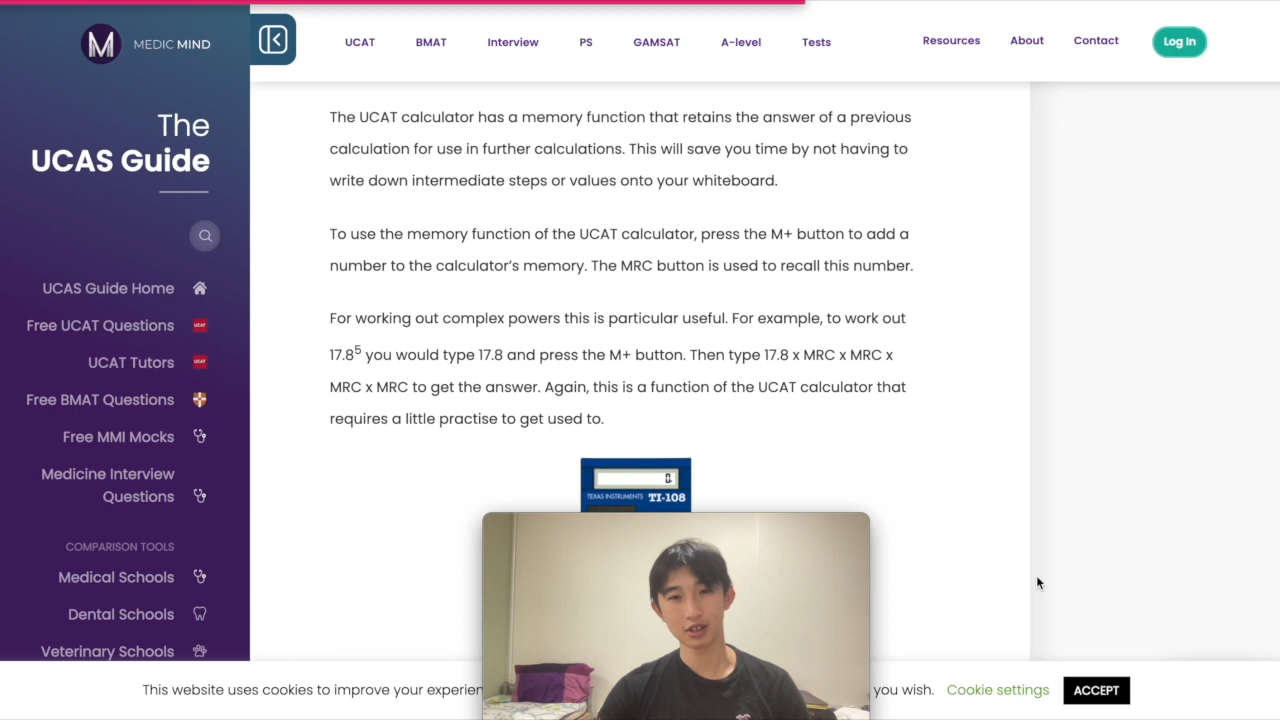 MEDIC MIND
The
UCAS Guide
UCAS Guide Home
Free UCAT Questions
UCAT
UCAT Tutors
UCAT
Free BMAT Questions
Free MMI Mocks
Medicine Interview
Questions
COMPARISON TOOLS
Medical Schools
Dental Schools
Veterinary Schools
UCAT BMAT Interview PS GAMSAT A-level Tests Resources About Contact Log In
The UCAT calculator has a memory function that retains the answer of a previous
calculation for use in further calculations. This will save you time by not having to
write down intermediate steps or values onto your whiteboard.
To use the memory function of the UCAT calculator, press the M+ button to add a
number to the calculator’s memory. The MRC button is used to recall this number.
For working out complex powers this is particular useful. For example, to work out
17.8⁵ you would type 17.8 and press the M+ button. Then type 17.8 x MRC x MRC x
MRC x MRC to get the answer. Again, this is a function of the UCAT calculator that
requires a little practise to get used to.
0.
TEXAS INSTRUMENTS TI-108
This website uses cookies to improve your experien you wish. Cookie settings ACCEPT